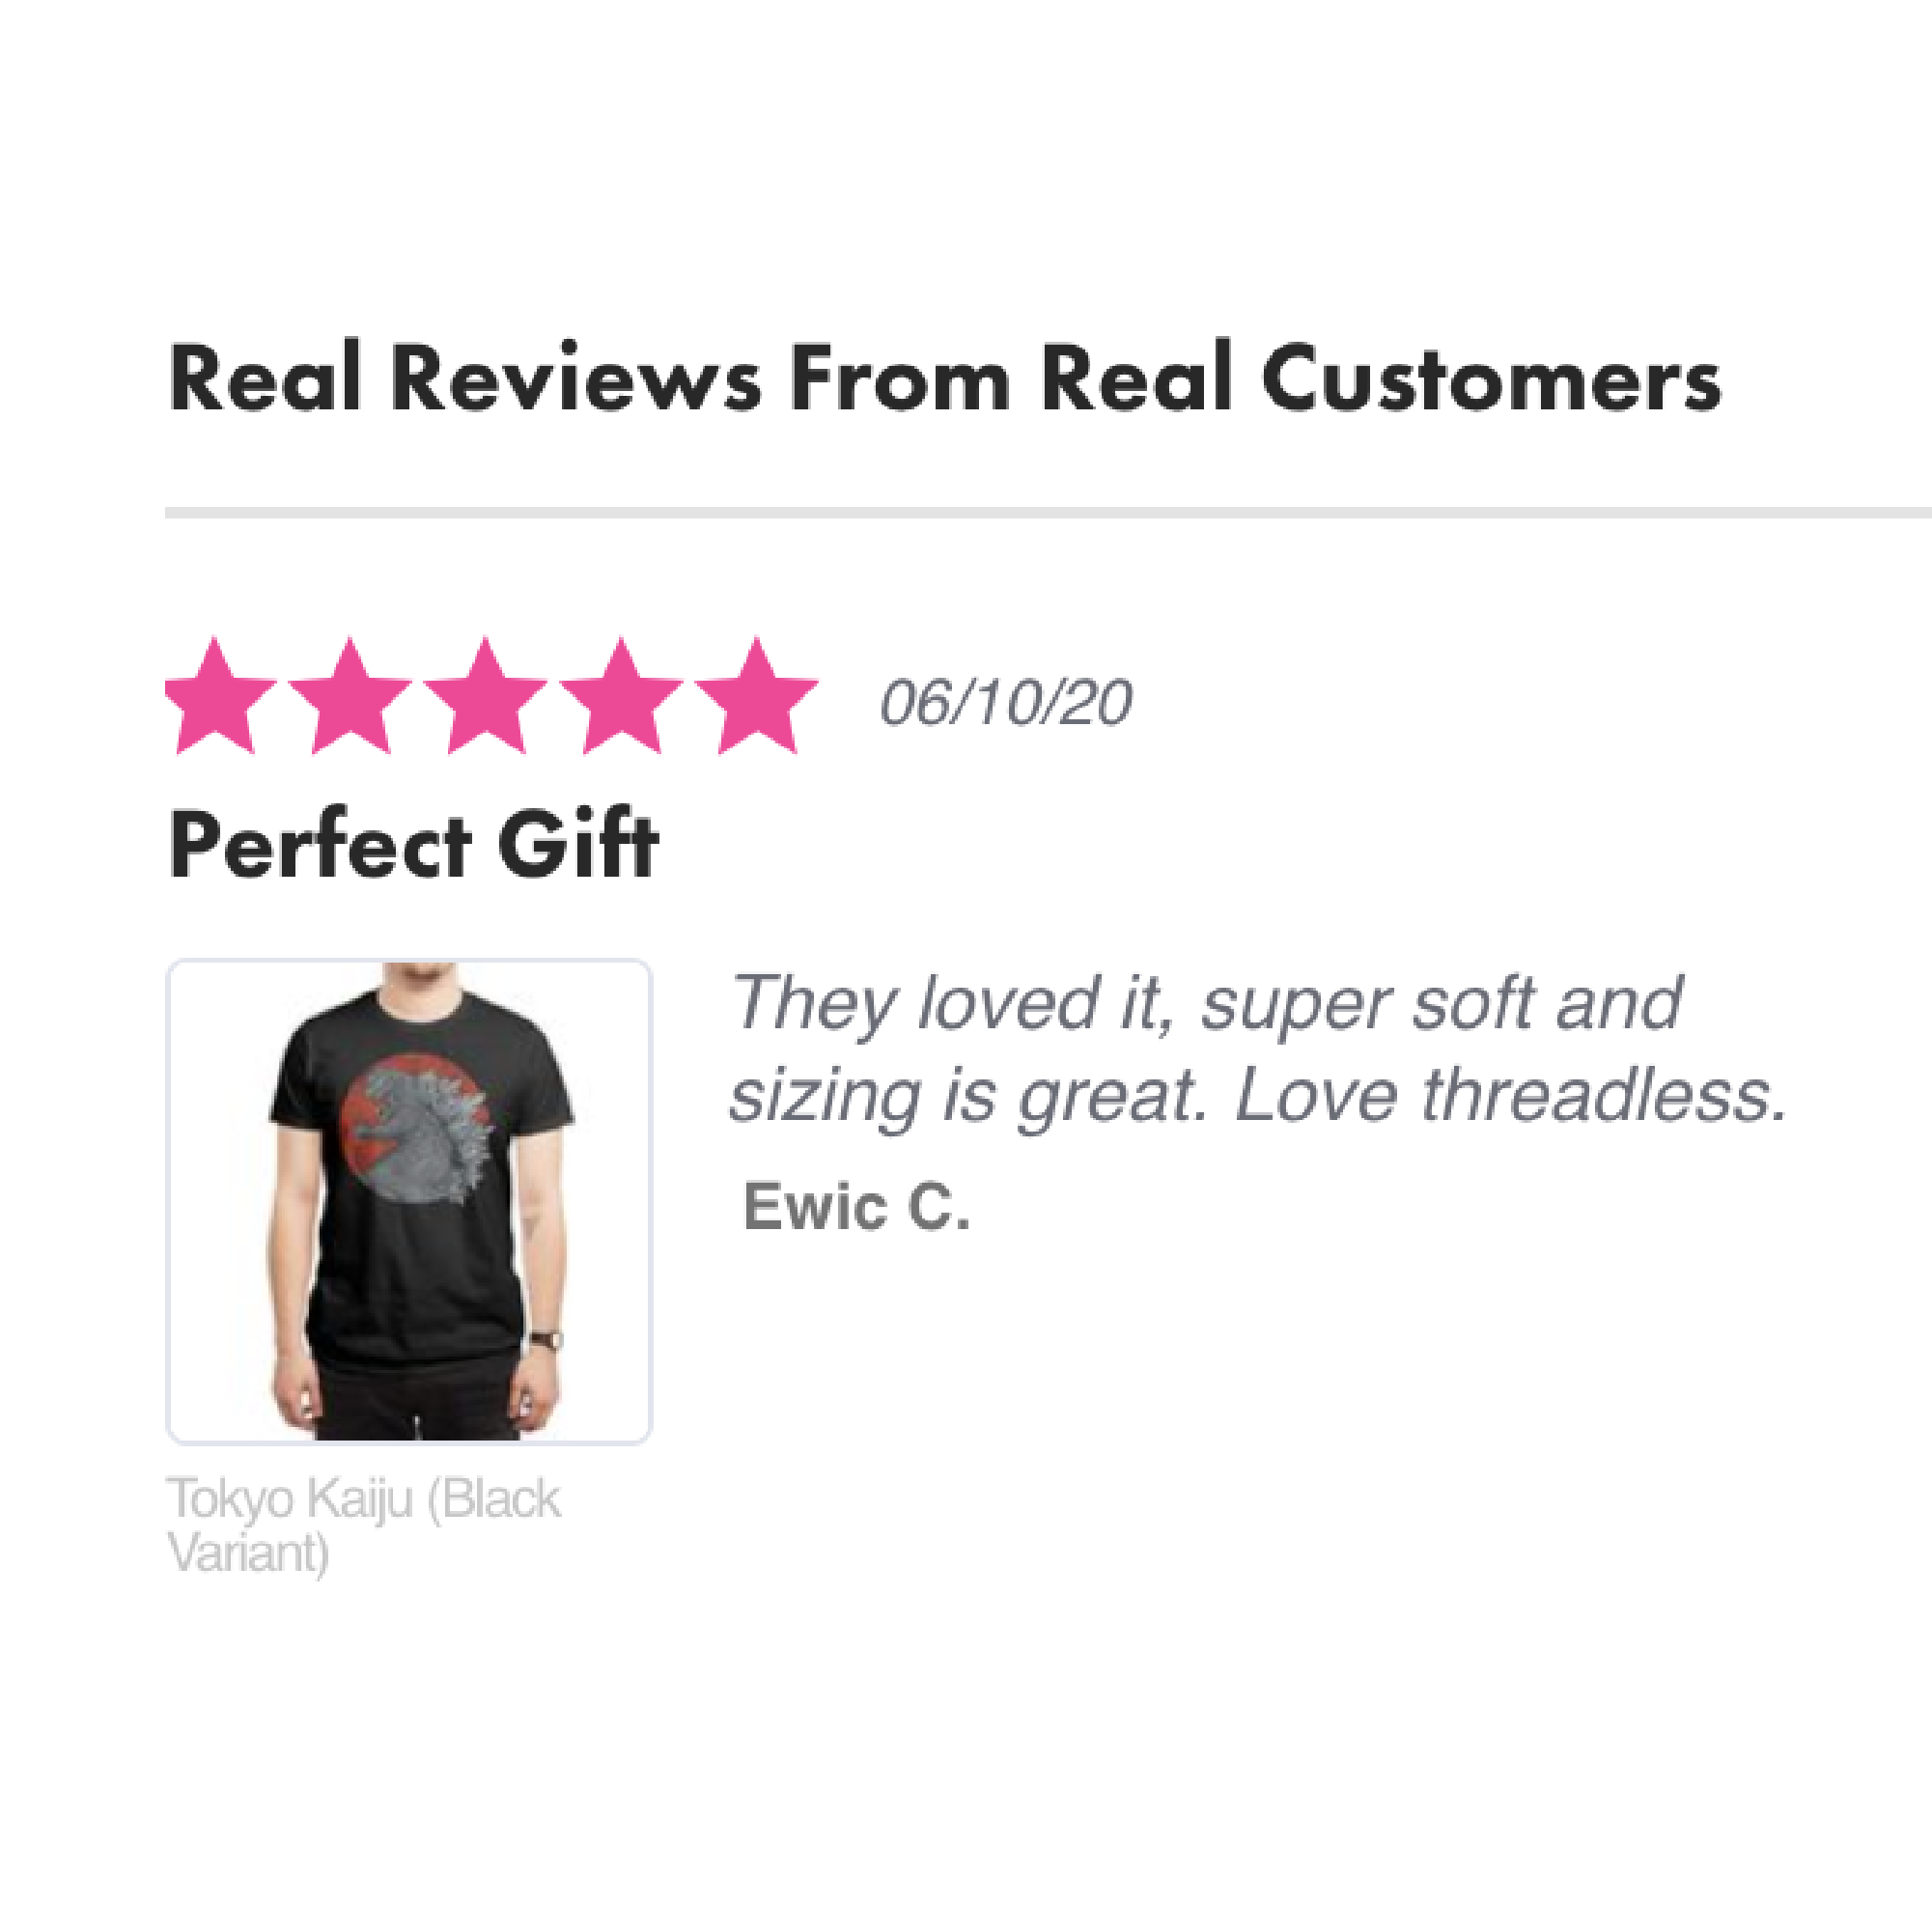 Real Reviews From Real Customers
06/10/20
Perfect Gift
They loved it, super soft and
sizing is great. Love threadless.
Ewic C.
Tokyo Kaiju (Black
Variant)